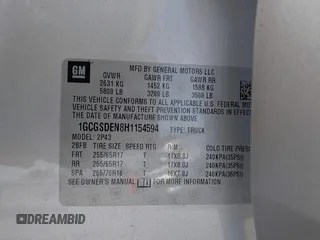 GM
MFD BY GENERAL MOTORS LLC
GVWR GAWR FRT GAWR RR
2631 KG 1452 KG 1588 KG
5800 LB 3200 LB 3500 LB
THIS VEHICLE CONFORMS TO ALL APPLICABLE U.S. FEDERAL MOTOR
VEHICLE SAFETY AND THEFT PREVENTION STANDARDS IN
EFFECT ON THE DATE OF MANUFACTURE SHOWN ABOVE.
1GCGSDEN8H1154594 TYPE: TRUCK
MODEL: 2P43
2BFB TIRE SIZE SPEED RTG RIM COLD TIRE
FRT 255/65R17 T 17X8.0J 240KPA(35PSI)
RR 255/65R17 T 17X8.0J 240KPA(35PSI)
SPA 265/70R16 T 16X7.0J 240KPA(35PSI)
SEE OWNER'S MANUAL FOR
DREAMBID